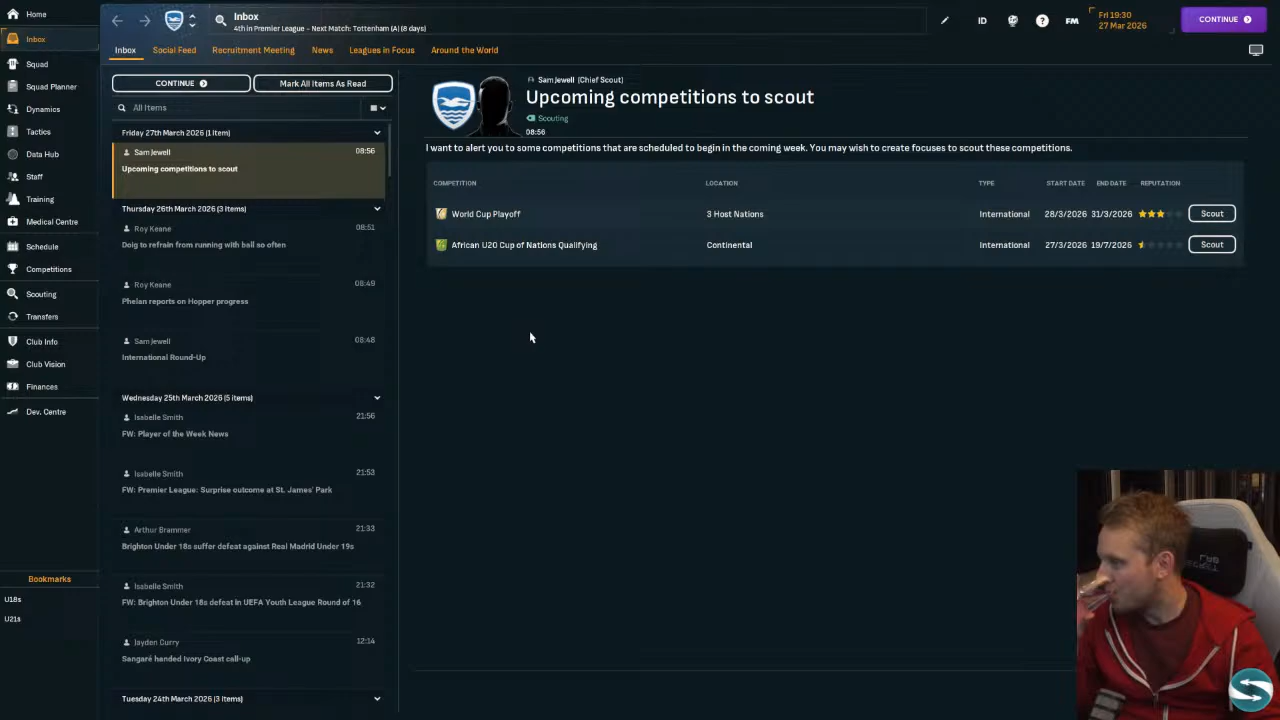 Home
Inbox
Squad
Squad Planner
Dynamics
Tactics
Data Hub
Staff
Training
Medical Centre
Schedule
Competitions
Scouting
Transfers
Club Info
Club Vision
Finances
Dev. Centre
Bookmarks
U18s
U21s
Inbox
4th in Premier League - Next Match: Tottenham (A) (8 days)
ID
?
FM
Fri 19:30
27 Mar 2026
CONTINUE
Inbox
Social Feed
Recruitment Meeting
News
Leagues in Focus
Around the World
CONTINUE
Mark All Items As Read
All Items
Friday 27th March 2026 (1 item)
Sam Jewell 08:56
Upcoming competitions to scout
Thursday 26th March 2026 (3 items)
Roy Keane 08:51
Doig to refrain from running with ball so often
Roy Keane 08:49
Phelan reports on Hopper progress
Sam Jewell 08:48
International Round-Up
Wednesday 25th March 2026 (5 items)
Isabelle Smith 21:56
FW: Player of the Week News
Isabelle Smith 21:53
FW: Premier League: Surprise outcome at St. James' Park
Arthur Brammer 21:33
Brighton Under 18s suffer defeat against Real Madrid Under 19s
Isabelle Smith 21:32
FW: Brighton Under 18s defeat in UEFA Youth League Round of 16
Jayden Curry 12:14
Sangaré handed Ivory Coast call-up
Tuesday 24th March 2026 (3 items)
Sam Jewell (Chief Scout)
Upcoming competitions to scout
Scouting
08:56
I want to alert you to some competitions that are scheduled to begin in the coming week. You may wish to create focuses to scout these competitions.
COMPETITION LOCATION TYPE START DATE END DATE REPUTATION
World Cup Playoff 3 Host Nations International 28/3/2026 31/3/2026 Scout
African U20 Cup of Nations Qualifying Continental International 27/3/2026 19/7/2026 Scout